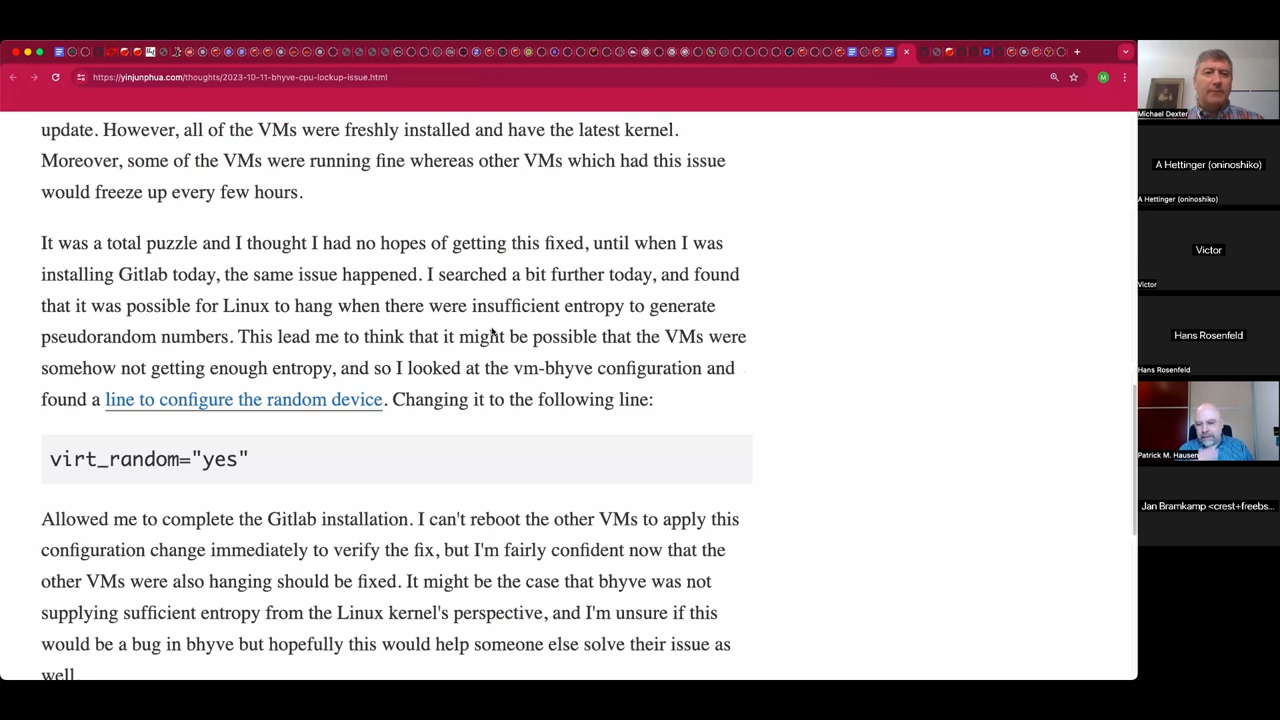 https://yinjunphua.com/thoughts/2023-10-11-bhyve-cpu-lockup-issue.html
M
update. However, all of the VMs were freshly installed and have the latest kernel.
Moreover, some of the VMs were running fine whereas other VMs which had this issue
would freeze up every few hours.
It was a total puzzle and I thought I had no hopes of getting this fixed, until when I was
installing Gitlab today, the same issue happened. I searched a bit further today, and found
that it was possible for Linux to hang when there were insufficient entropy to generate
pseudorandom numbers. This lead me to think that it might be possible that the VMs were
somehow not getting enough entropy, and so I looked at the vm-bhyve configuration and
found a line to configure the random device. Changing it to the following line:
virt_random="yes"
Allowed me to complete the Gitlab installation. I can't reboot the other VMs to apply this
configuration change immediately to verify the fix, but I'm fairly confident now that the
other VMs were also hanging should be fixed. It might be the case that bhyve was not
supplying sufficient entropy from the Linux kernel's perspective, and I'm unsure if this
would be a bug in bhyve but hopefully this would help someone else solve their issue as
well.
Michael Dexter
A Hettinger (oninoshiko)
A Hettinger (oninoshiko)
Victor
Victor
Hans Rosenfeld
Hans Rosenfeld
Patrick M. Hausen
Jan Bramkamp <crest+freebs...